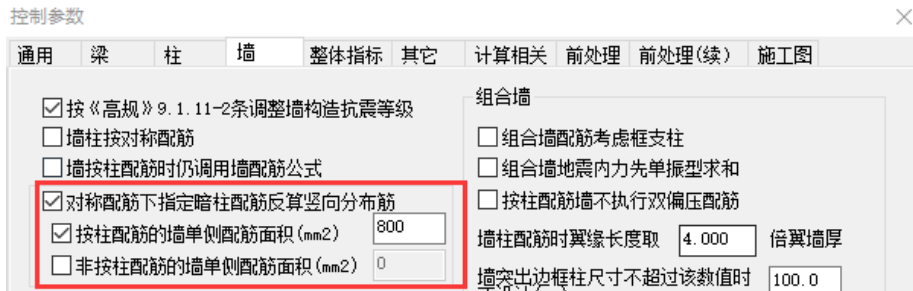 控制参数
通用 梁 柱 墙 整体指标 其它 计算相关 前处理 前处理(续) 施工图
按《高规》9.1.11-2条调整墙构造抗震等级
墙柱按对称配筋
墙按柱配筋时仍调用墙配筋公式
对称配筋下指定暗柱配筋反算竖向分布筋
按柱配筋的墙单侧配筋面积(mm2) 800
非按柱配筋的墙单侧配筋面积(mm2) 0
组合墙
组合墙配筋考虑框支柱
组合墙地震内力先单振型求和
按柱配筋墙不执行双偏压配筋
墙柱配筋时翼缘长度取 4.000 倍翼墙厚
墙突出边框柱尺寸不超过该数值时 100.0